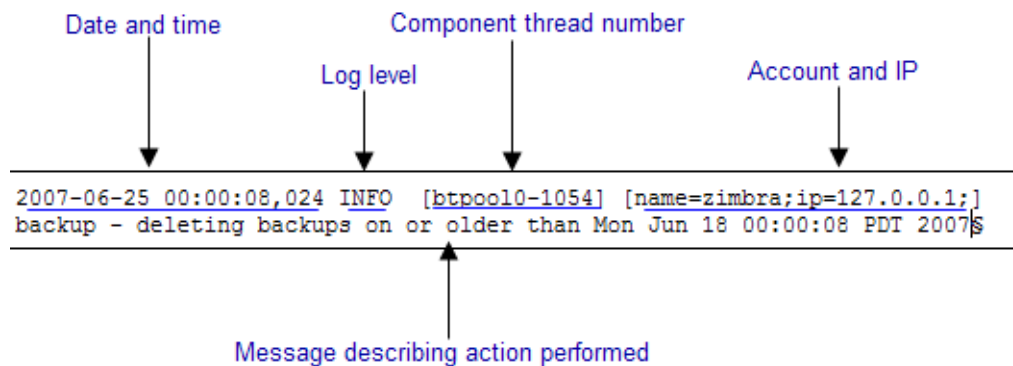 Date and time
Component thread number
Log level
Account and IP
2007-06-25 00:00:08,024 INFO  [btpool0-1054] [name=zimbra;ip=127.0.0.1;]
backup - deleting backups on or older than Mon Jun 18 00:00:08 PDT 2007§
Message describing action performed